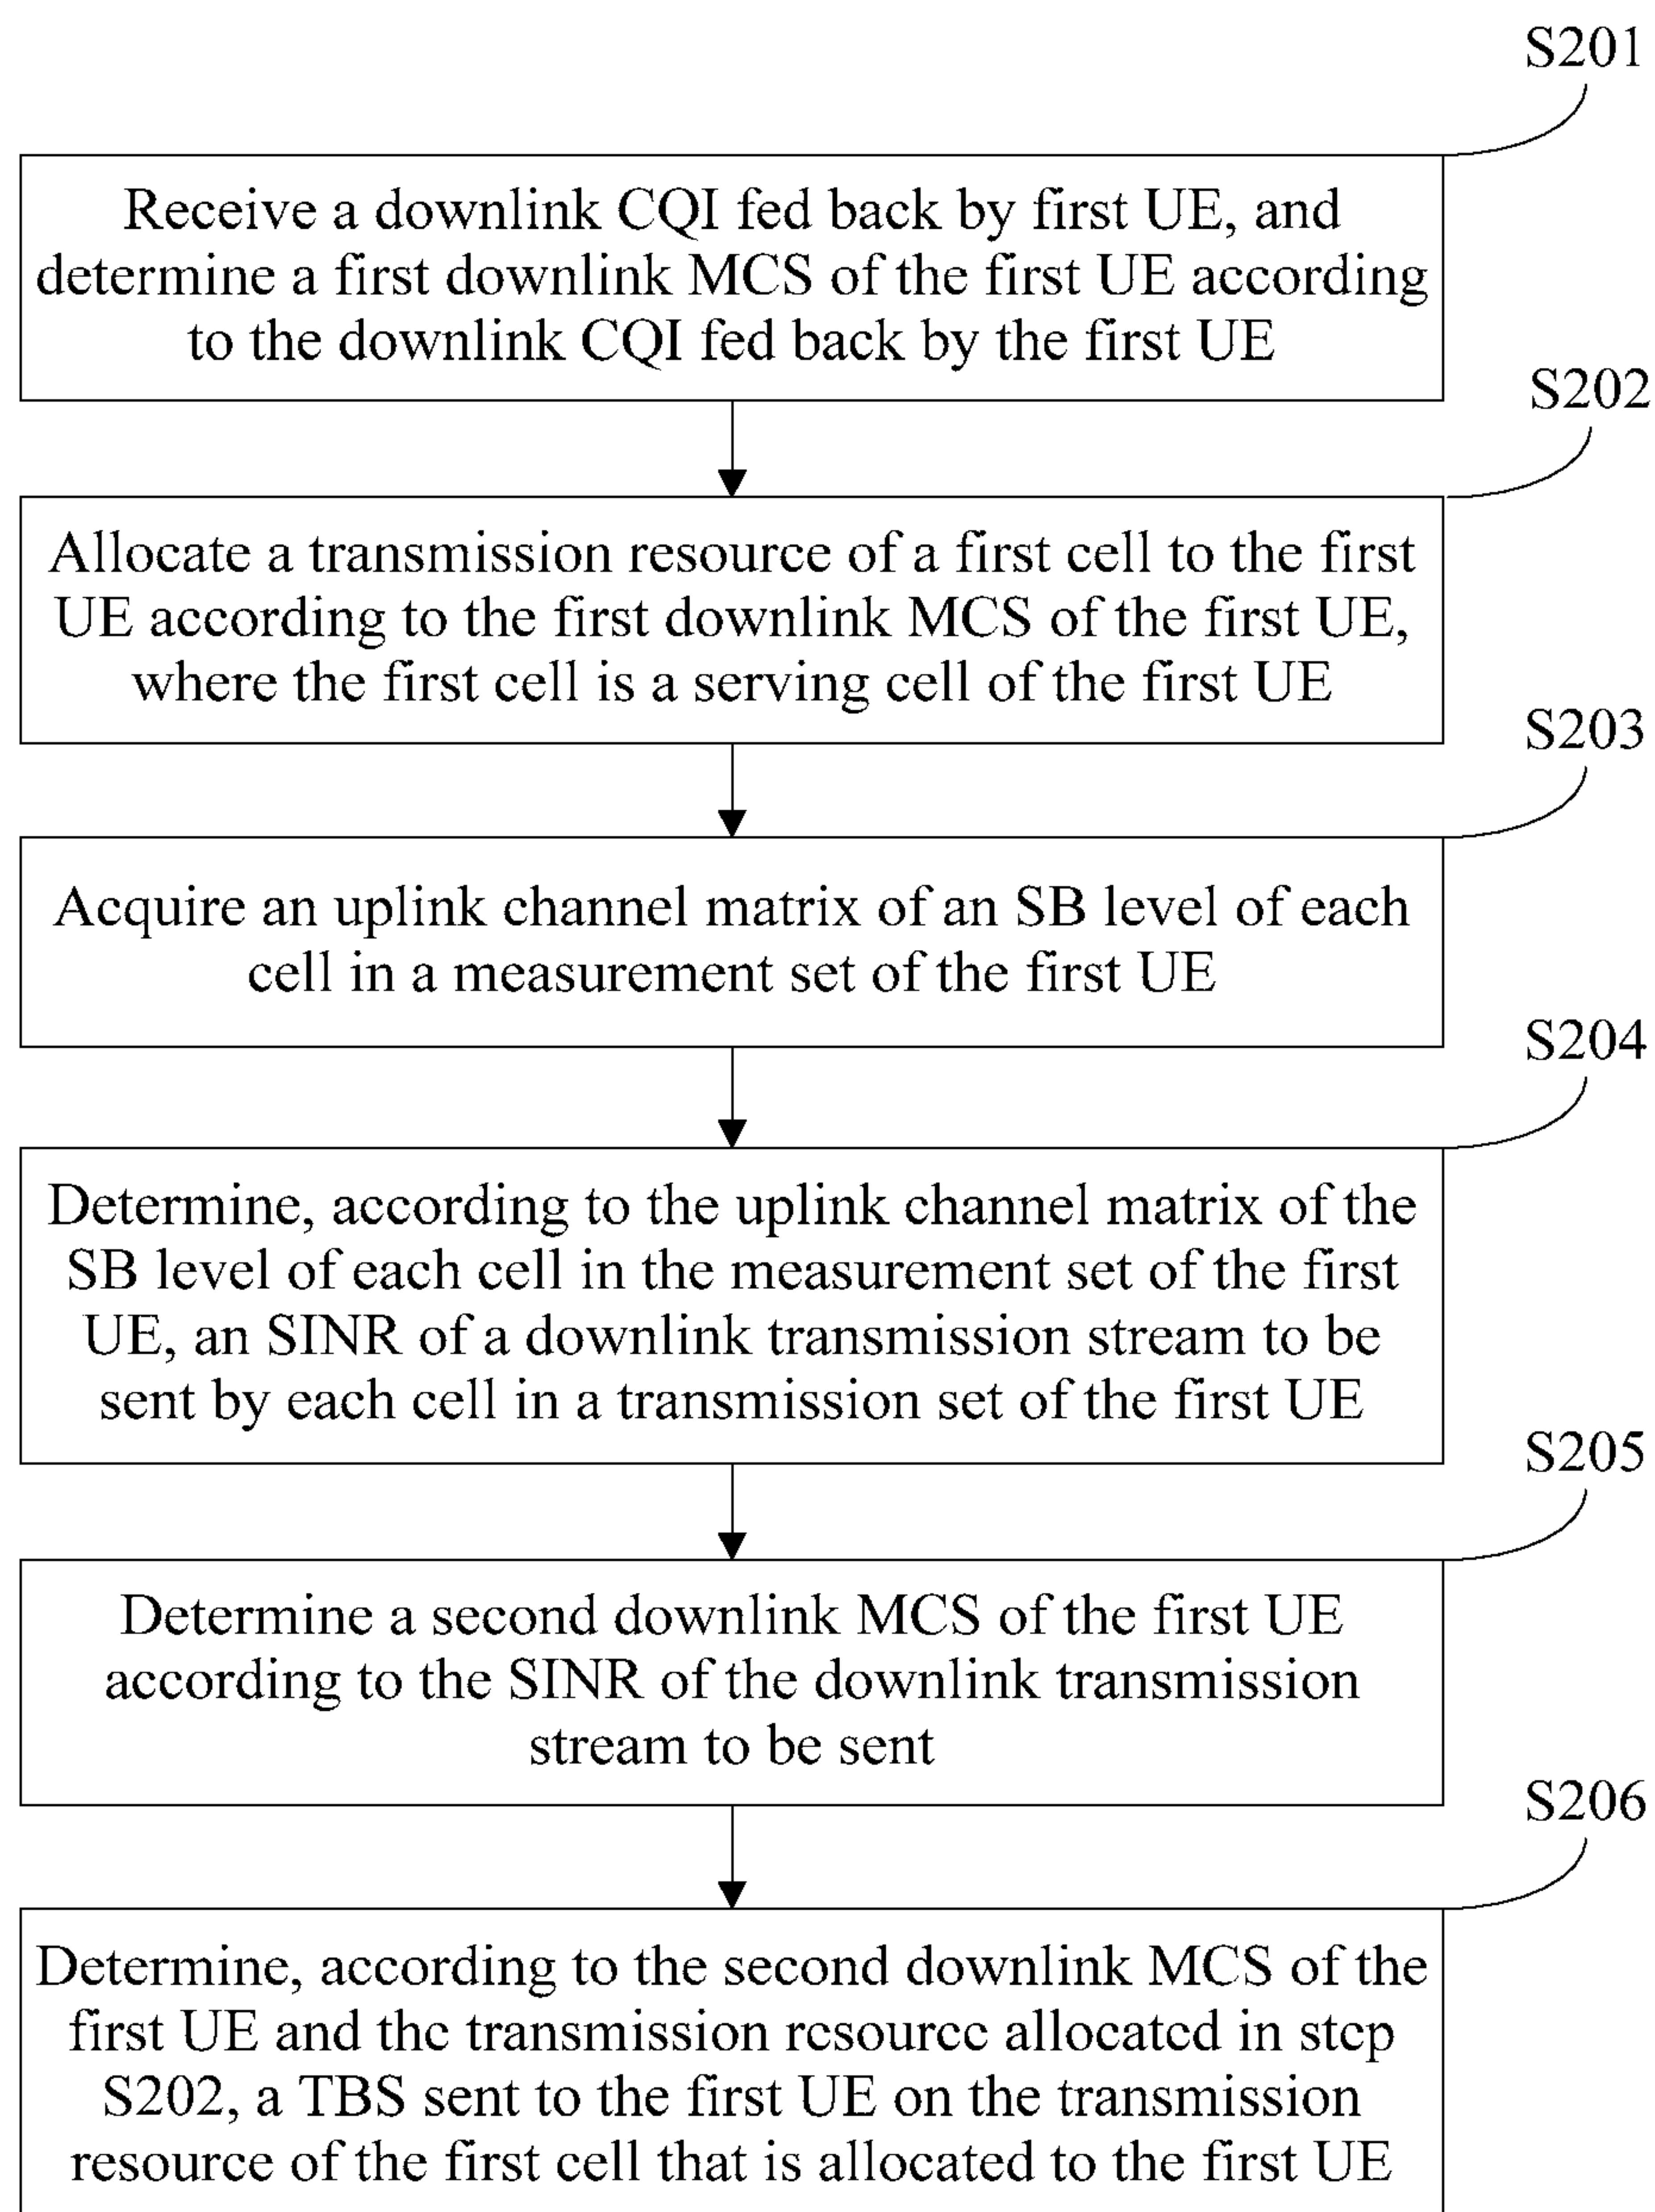 S201
Receive a downlink CQI fed back by first UE, and
determine a first downlink MCS of the first UE according
to the downlink CQI fed back by the first UE
S202
Allocate a transmission resource of a first cell to the first
UE according to the first downlink MCS of the first UE,
where the first cell is a serving cell of the first UE
S203
Acquire an uplink channel matrix of an SB level of each
cell in a measurement set of the first UE
S204
Determine, according to the uplink channel matrix of the
SB level of each cell in the measurement set of the first
UE, an SINR of a downlink transmission stream to be
sent by each cell in a transmission set of the first UE
S205
Determine a second downlink MCS of the first UE
according to the SINR of the downlink transmission
stream to be sent
S206
Determine, according to the second downlink MCS of the
first UE and the transmission resource allocated in step
S202, a TBS sent to the first UE on the transmission
resource of the first cell that is allocated to the first UE